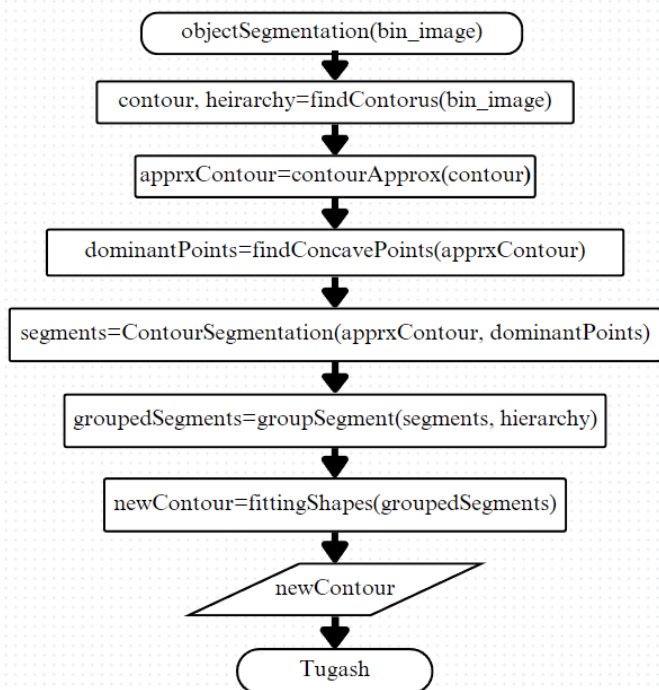 objectSegmentation(bin_image)
contour, heirarchy=findContorus(bin_image)
apprxContour=contourApprox(contour)
dominantPoints=findConcavePoints(apprxContour)
segments=ContourSegmentation(apprxContour, dominantPoints)
groupedSegments=groupSegment(segments, hierarchy)
newContour=fittingShapes(groupedSegments)
newContour
Tugash